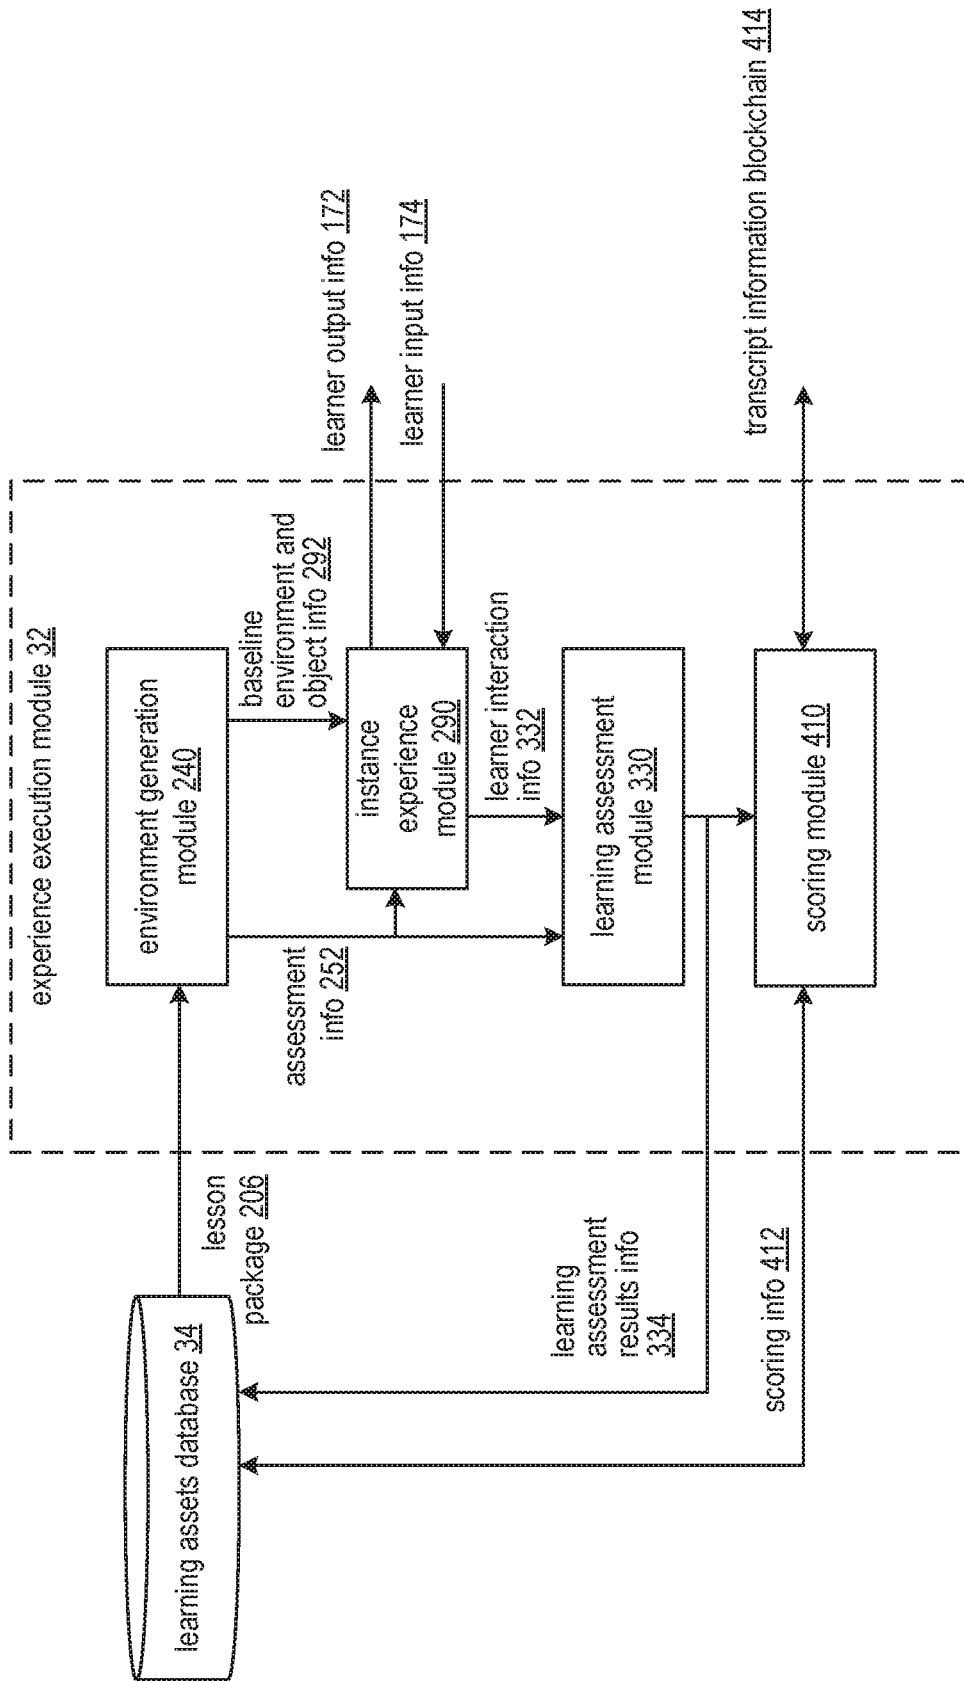 experience execution module 32
learning assets database 34
lesson
package 206
environment generation
module 240
assessment
info 252
baseline
environment and
object info 292
instance
experience
module 290
learner output info 172
learner input info 174
learner interaction
info 332
learning assessment
module 330
learning
assessment
results info
334
scoring info 412
scoring module 410
transcript information blockchain 414